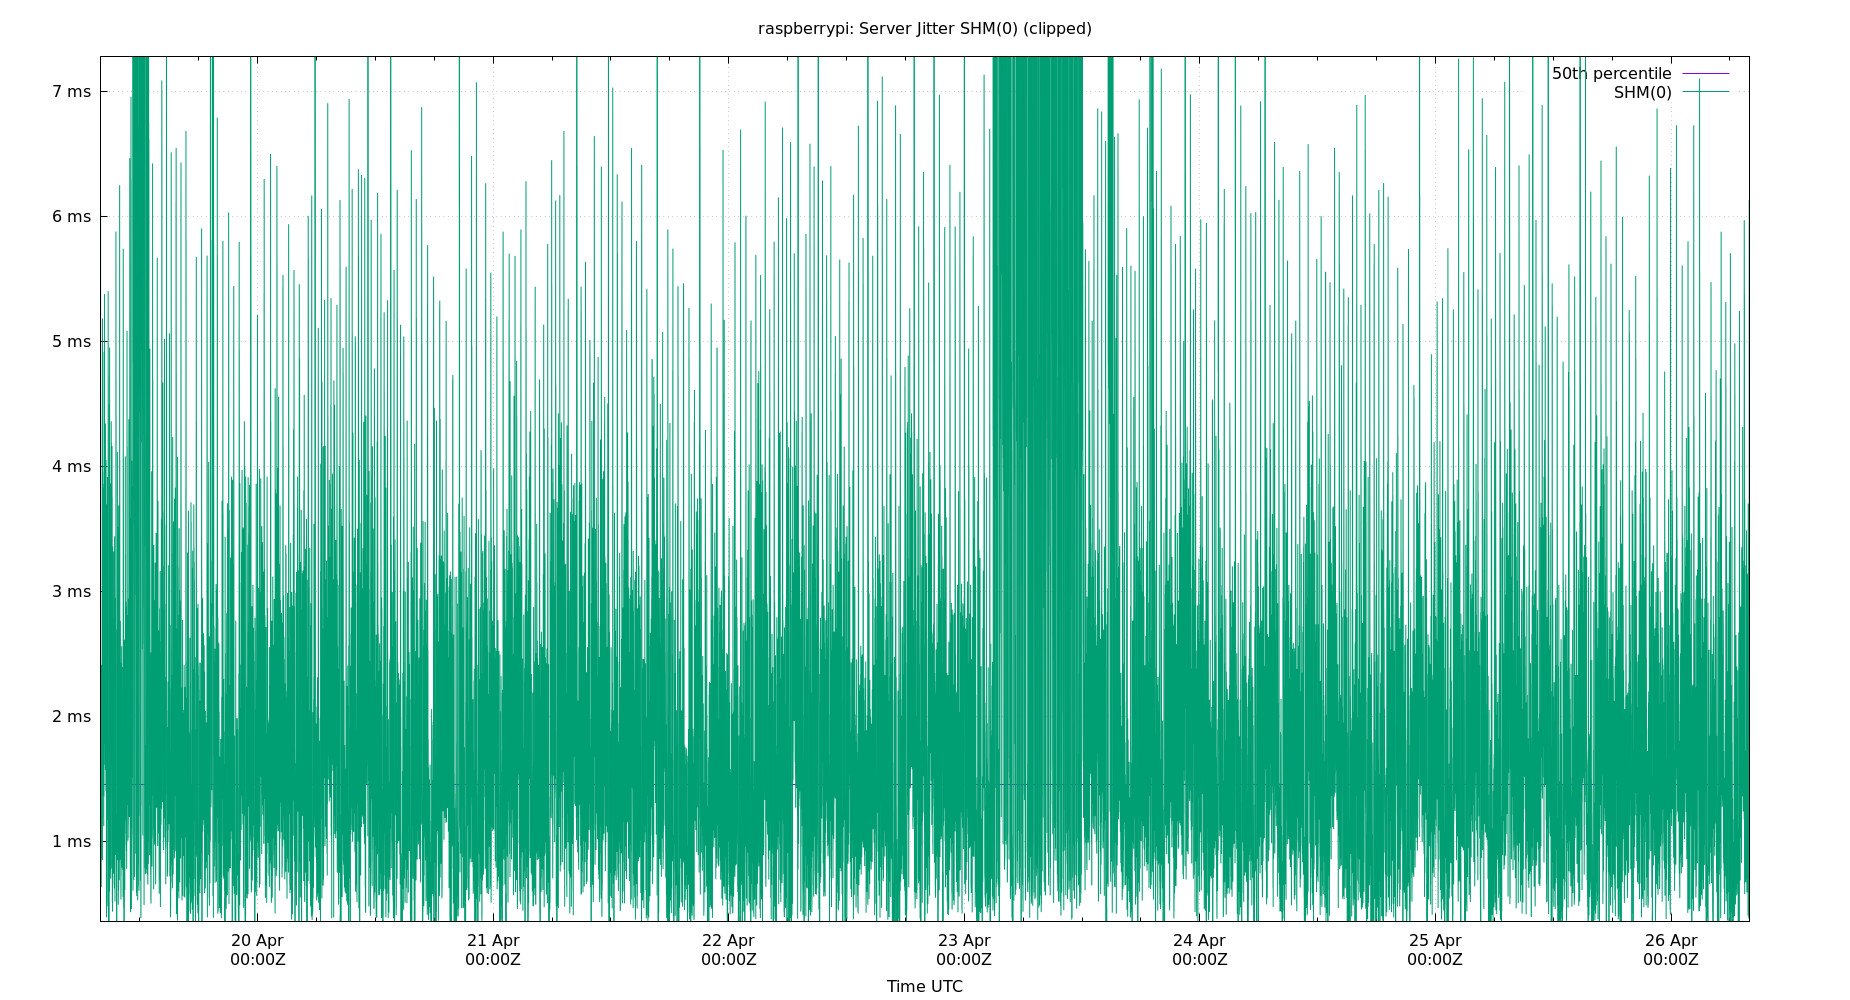 raspberrypi: Server Jitter SHM(0) (clipped)
50th percentile
SHM(0)
7 ms
6 ms
5 ms
4 ms
3 ms
2 ms
1 ms
20 Apr 21 Apr 22 Apr 23 Apr 24 Apr 25 Apr 26 Apr
00:00Z 00:00Z 00:00Z 00:00Z 00:00Z 00:00Z 00:00Z
Time UTC